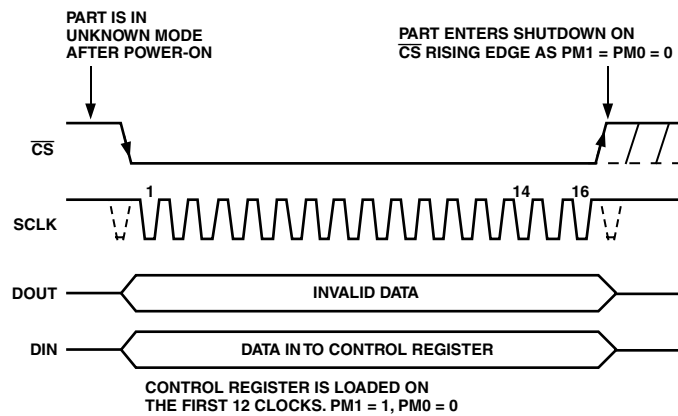 PART IS IN
UNKNOWN MODE
AFTER POWER-ON
PART ENTERS SHUTDOWN ON
CS RISING EDGE AS PM1 = PM0 = 0
CS
1
14
16
SCLK
DOUT
INVALID DATA
DIN
DATA INTO CONTROL REGISTER
CONTROL REGISTER IS LOADED ON
THE FIRST 12 CLOCKS. PM1 = 1, PM0 = 0